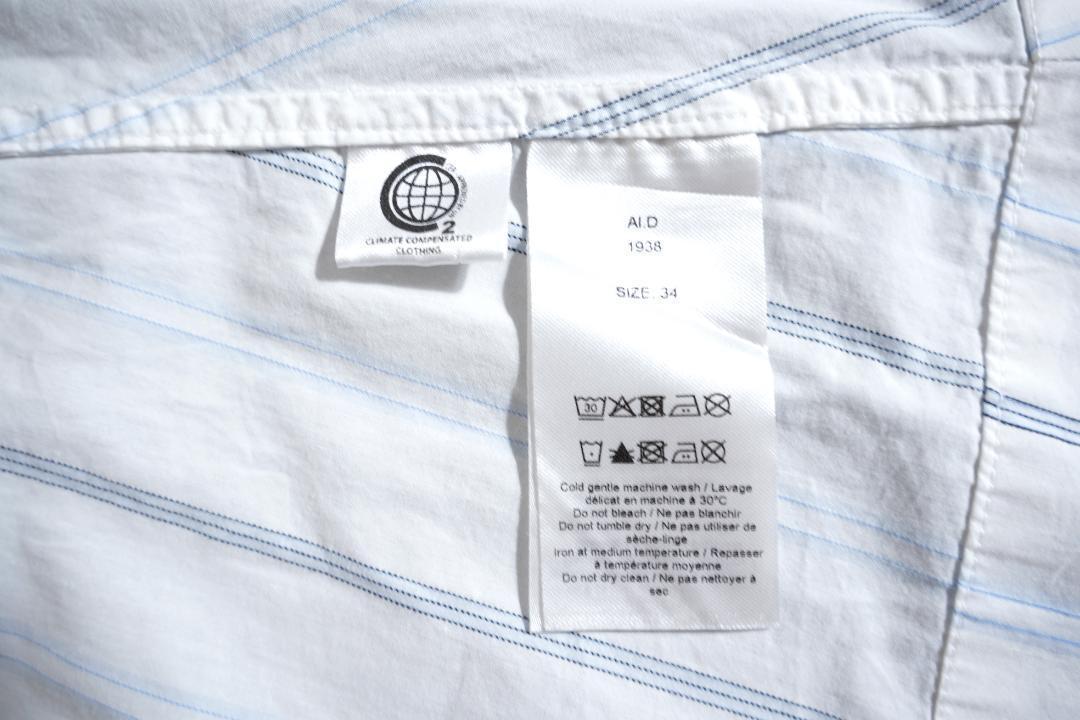 2
CLIMATE COMPENSATED
CLOTHING
AI.D
1938
SIZE: 34
30
Cold gentle machine wash / Lavage
délicat en machine à 30°C
Do not bleach / Ne pas blanchir
Do not tumble dry / Ne pas utiliser de
sèche-linge
Iron at medium temperature / Repasser
à température moyenne
Do not dry clean / Ne pas nettoyer à
sec